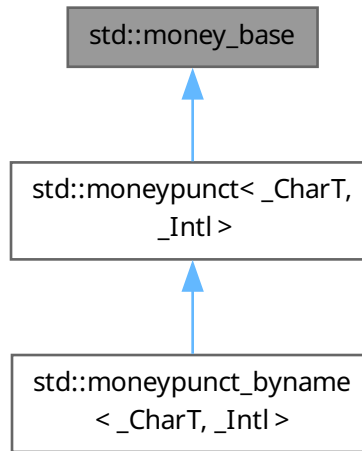 std::money_base
std::moneypunct< _CharT,
_Intl >
std::moneypunct_byname
< _CharT, _Intl >